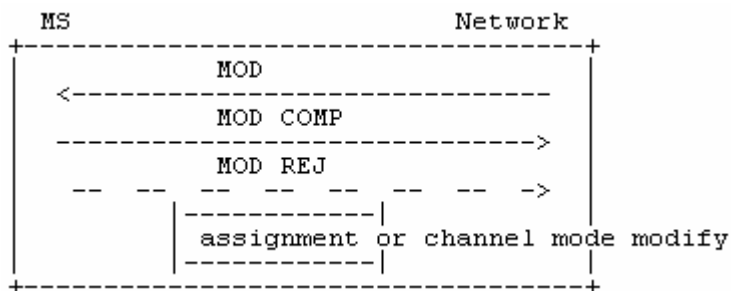 MS Network
MOD
MOD COMP
MOD REJ
assignment or channel mode modify